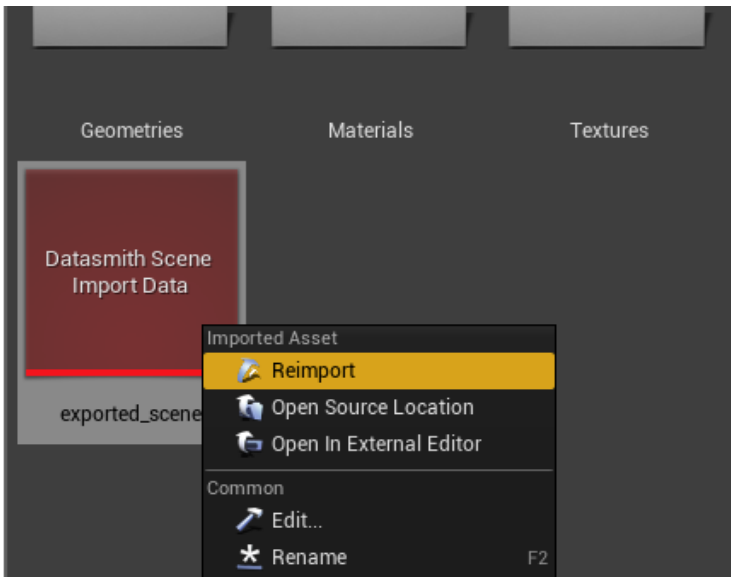 Geometries
Materials
Textures
Datasmith Scene
Import Data
exported_scene
Imported Asset
Reimport
Open Source Location
Open In External Editor
Common
Edit...
Rename F2